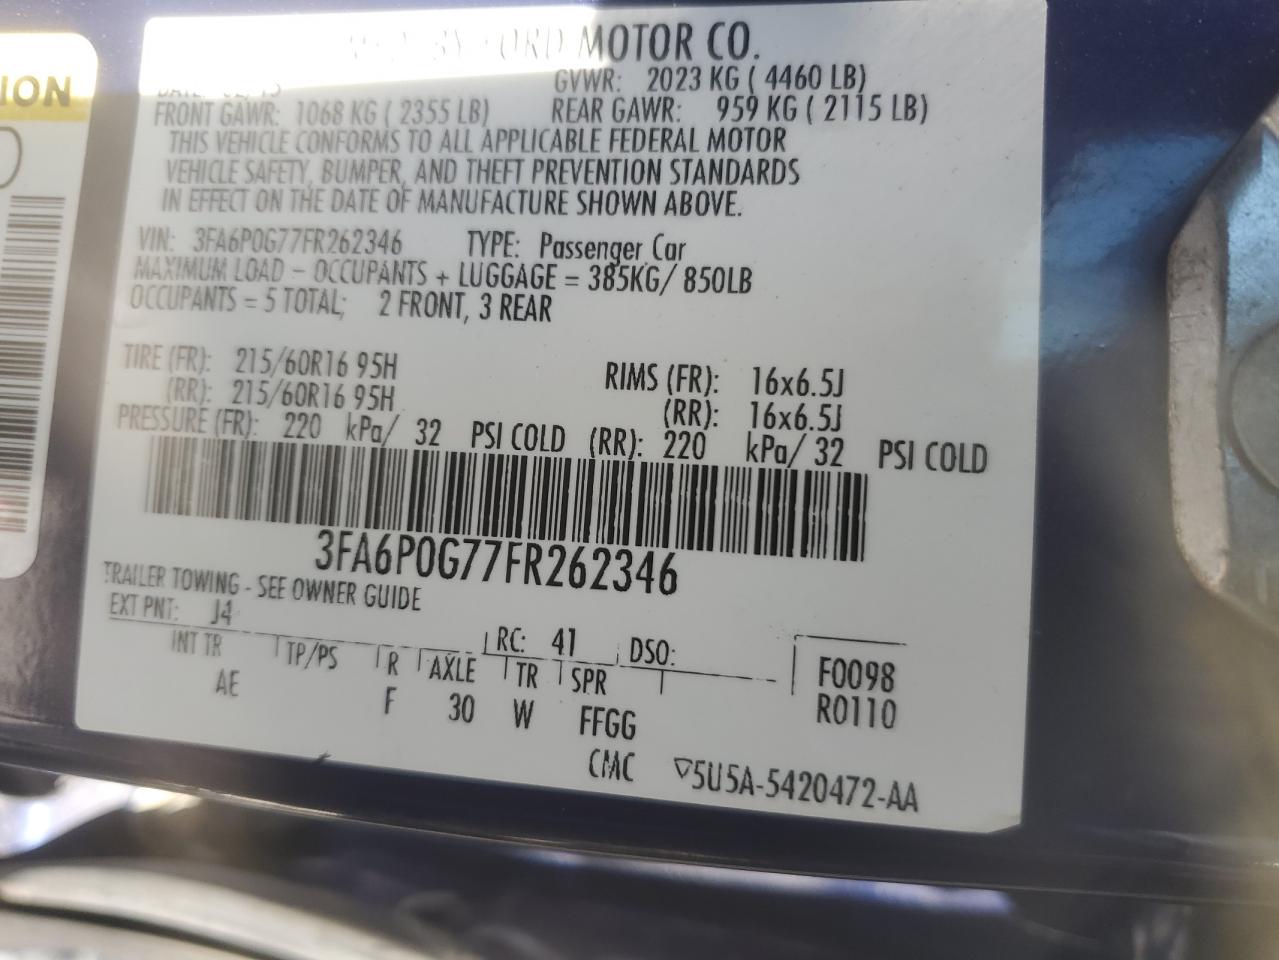 FORD MOTOR CO.
GVWR: 2023 KG ( 4460 LB)
FRONT GAWR: 1068 KG ( 2355 LB) REAR GAWR: 959 KG ( 2115 LB)
THIS VEHICLE CONFORMS TO ALL APPLICABLE FEDERAL MOTOR
VEHICLE SAFETY, BUMPER, AND THEFT PREVENTION STANDARDS
IN EFFECT ON THE DATE OF MANUFACTURE SHOWN ABOVE.
VIN: 3FA6P0G77FR262346 TYPE: Passenger Car
MAXIMUM LOAD - OCCUPANTS + LUGGAGE = 385KG/ 850LB
OCCUPANTS = 5 TOTAL; 2 FRONT, 3 REAR
TIRE (FR): 215/60R16 95H RIMS (FR): 16x6.5J
(RR): 215/60R16 95H (RR): 16x6.5J
PRESSURE (FR): 220 kPa/ 32 PSI COLD (RR): 220 kPa/ 32 PSI COLD
3FA6P0G77FR262346
TRAILER TOWING - SEE OWNER GUIDE
EXT PNT: J4 RC: 41 DSO:
INT TR TP/PS R AXLE TR SPR F0098
AE F 30 W FFGG R0110
CMC 5U5A-5420472-AA
ION